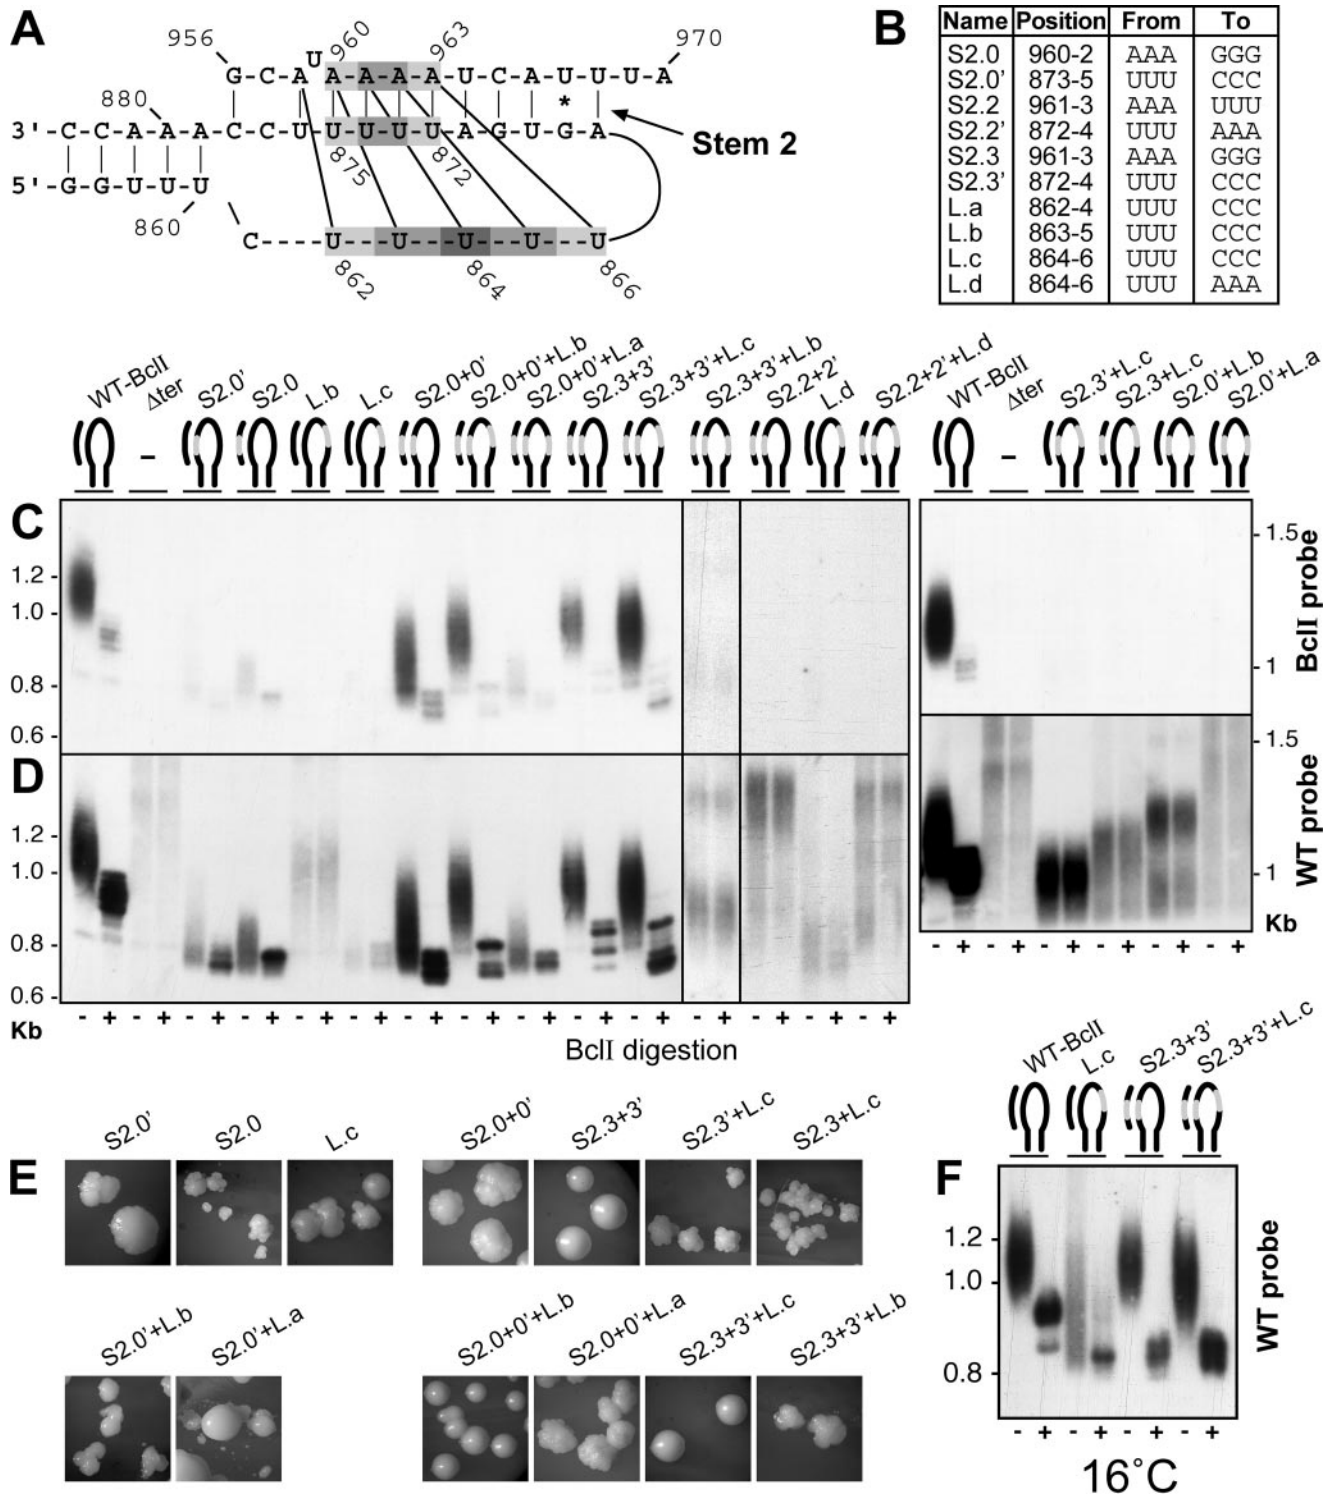 A
956
U
960
963
970
G-C-A A-A-A-A-U-C-A-U-U-U-A
880
*
3'-C-C-A-A-A-C-C-U-U-U-U-U-A-G-U-G-A
Stem 2
875
872
5'-G-G-U-U-U
860
C----U---U---U---U---U
862
864
866
B
Name Position From To
S2.0 960-2 AAA GGG
S2.0' 873-5 UUU CCC
S2.2 961-3 AAA UUU
S2.2' 872-4 UUU AAA
S2.3 961-3 AAA GGG
S2.3' 872-4 UUU CCC
L.a 862-4 UUU CCC
L.b 863-5 UUU CCC
L.c 864-6 UUU CCC
L.d 864-6 UUU AAA
WT-BclI
Δter
S2.0'
S2.0
L.b
L.c
S2.0+0'
S2.0+0'+L.b
S2.0+0'+L.a
S2.3+3'
S2.3+3'+L.c
S2.3+3'+L.b
S2.2+2'
L.d
S2.2+2'+L.d
WT-BclI
Δter
S2.3'+L.c
S2.3+L.c
S2.0'+L.b
S2.0'+L.a
–
–
C
1.2
1.0
0.8
0.6
1.5
1
BclI probe
D
1.2
1.0
0.8
0.6
Kb
1.5
1
Kb
WT probe
- + - + - + - + - + - + - + - + - + - + - + - + - + - + - +
- + - + - + - + - + - +
BclI digestion
E
S2.0'
S2.0
L.c
S2.0+0'
S2.3+3'
S2.3'+L.c
S2.3+L.c
S2.0'+L.b
S2.0'+L.a
S2.0+0'+L.b
S2.0+0'+L.a
S2.3+3'+L.c
S2.3+3'+L.b
F
WT-BclI
L.c
S2.3+3'
S2.3+3'+L.c
1.2
1.0
0.8
WT probe
- + - + - + - +
16˚C